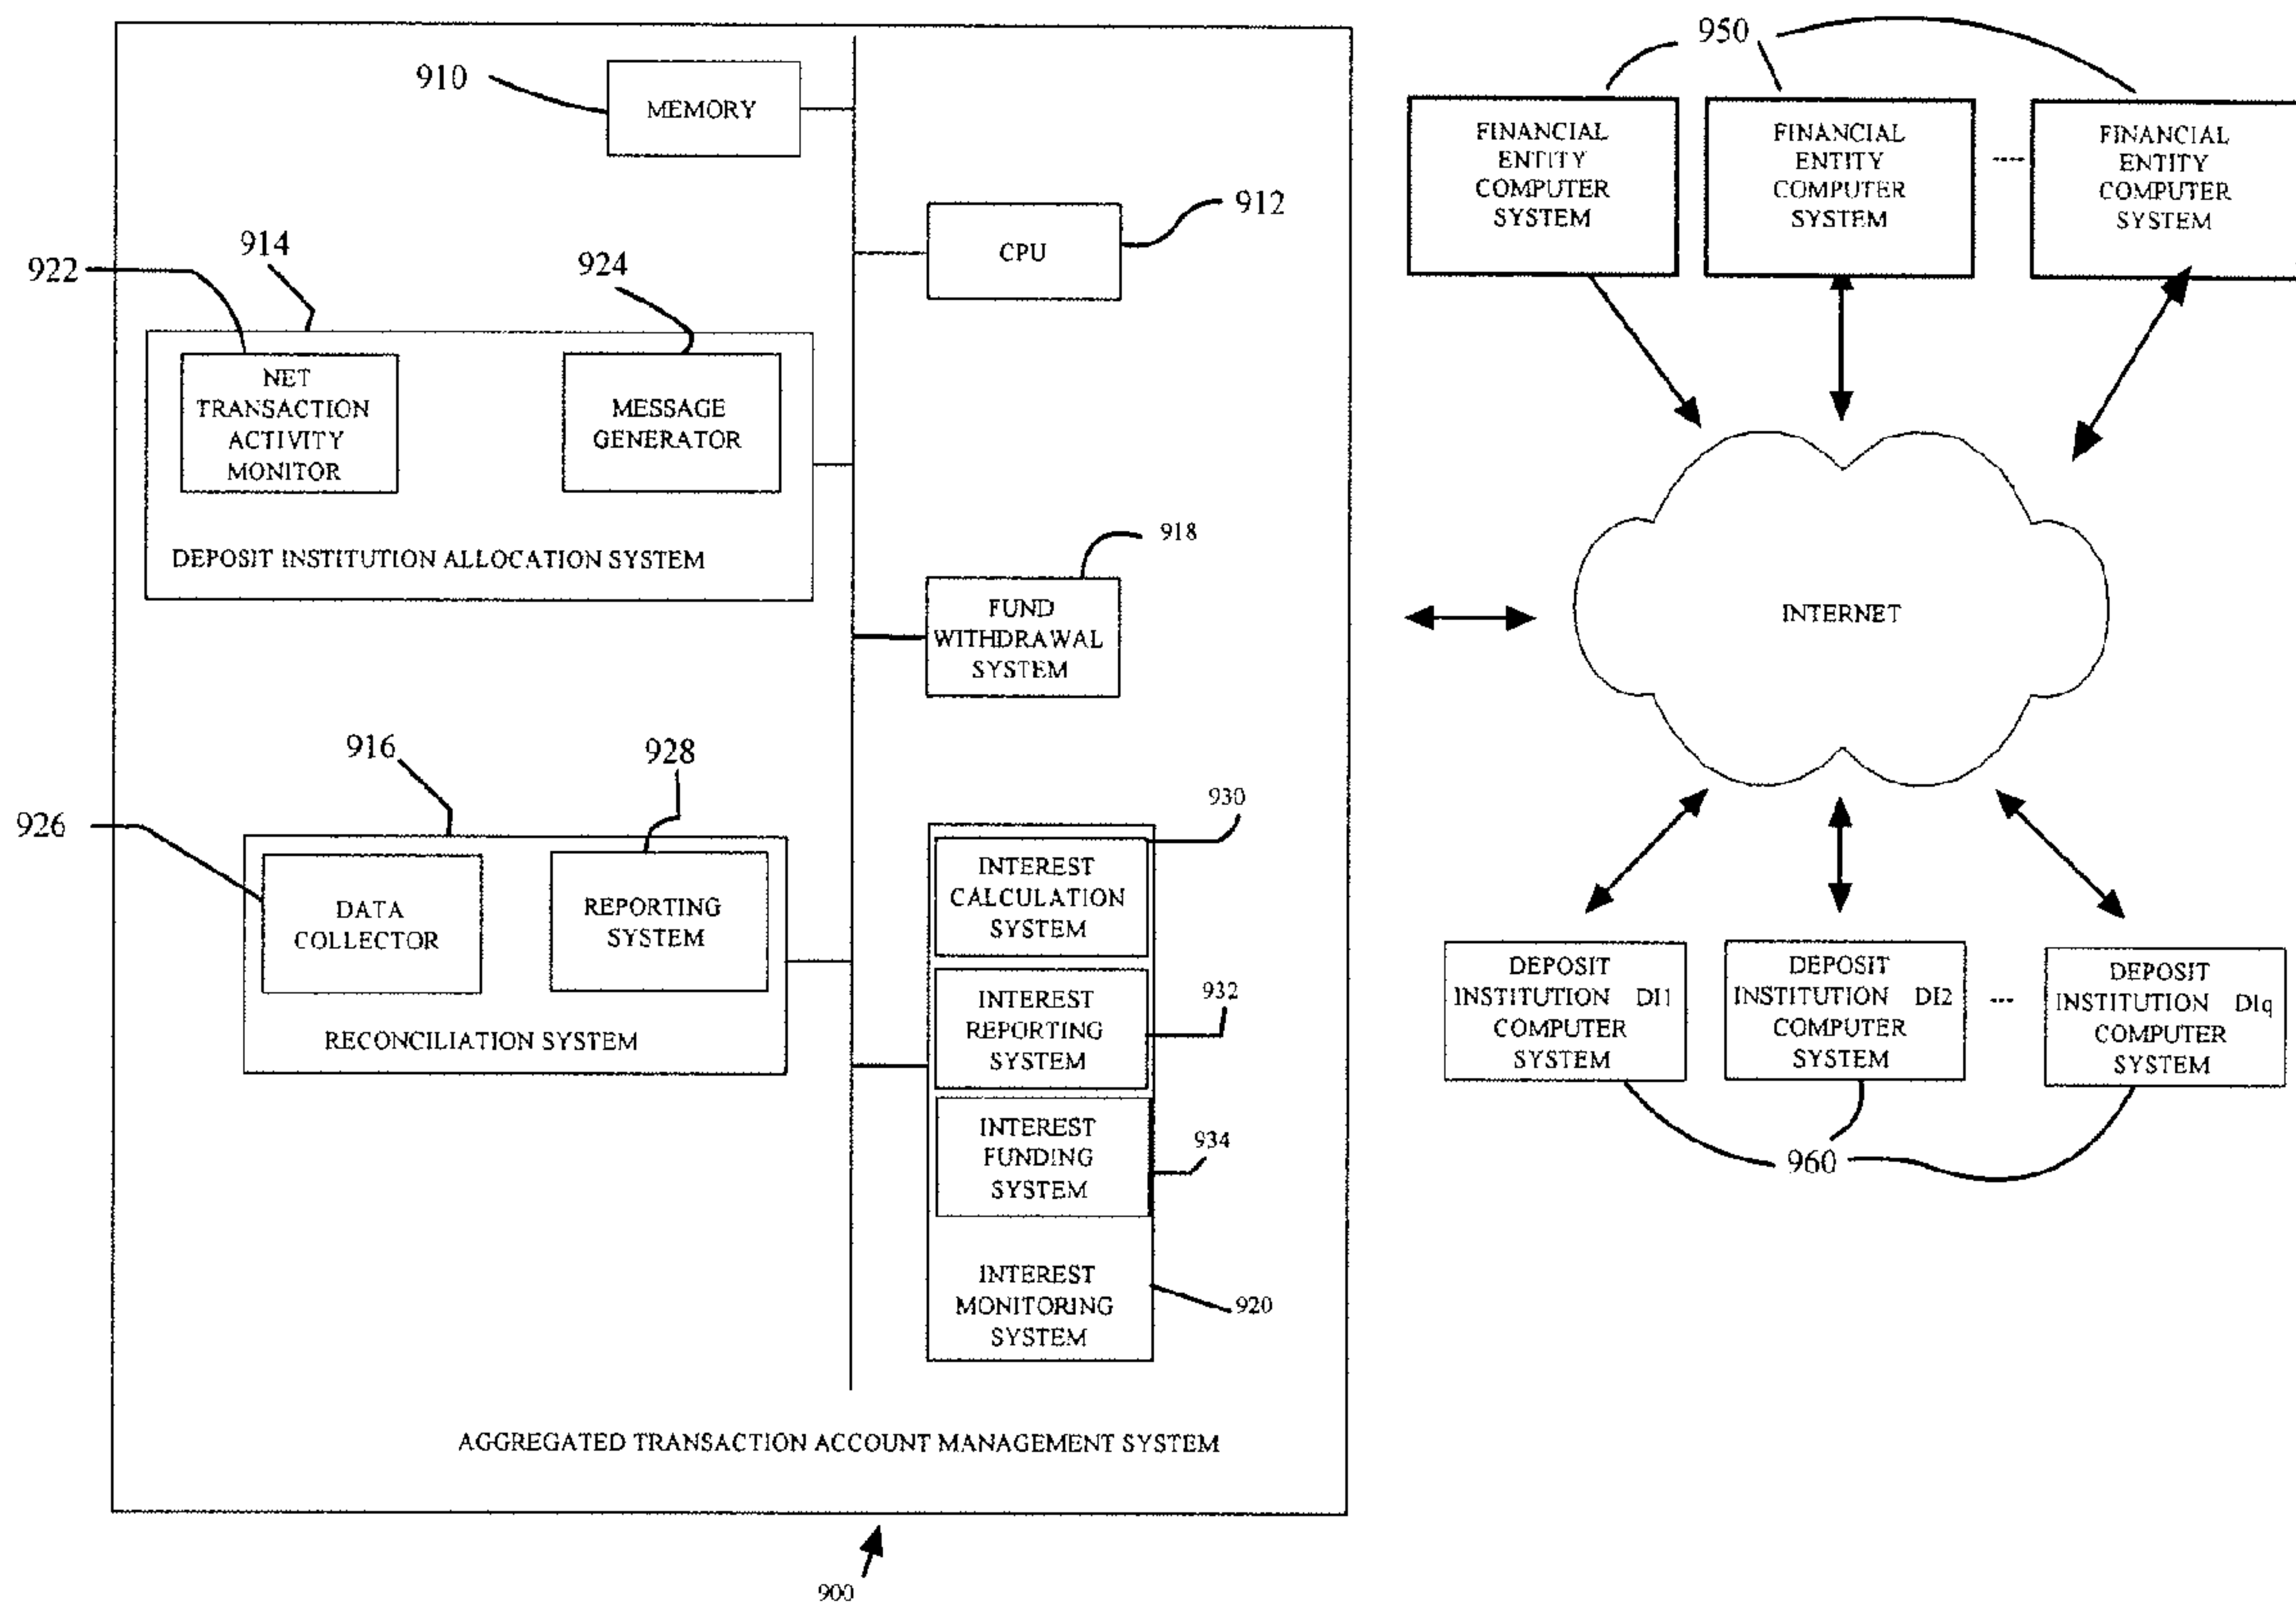 910
MEMORY
912
CPU
914
922
924
NET
TRANSACTION
ACTIVITY
MONITOR
MESSAGE
GENERATOR
DEPOSIT INSTITUTION ALLOCATION SYSTEM
918
FUND
WITHDRAWAL
SYSTEM
916
928
926
DATA
COLLECTOR
REPORTING
SYSTEM
RECONCILIATION SYSTEM
930
INTEREST
CALCULATION
SYSTEM
932
INTEREST
REPORTING
SYSTEM
934
INTEREST
FUNDING
SYSTEM
INTEREST
MONITORING
SYSTEM
920
AGGREGATED TRANSACTION ACCOUNT MANAGEMENT SYSTEM
900
950
FINANCIAL
ENTITY
COMPUTER
SYSTEM
FINANCIAL
ENTITY
COMPUTER
SYSTEM
----
FINANCIAL
ENTITY
COMPUTER
SYSTEM
INTERNET
DEPOSIT
INSTITUTION DI1
COMPUTER
SYSTEM
DEPOSIT
INSTITUTION DI2
COMPUTER
SYSTEM
---
DEPOSIT
INSTITUTION DIq
COMPUTER
SYSTEM
960